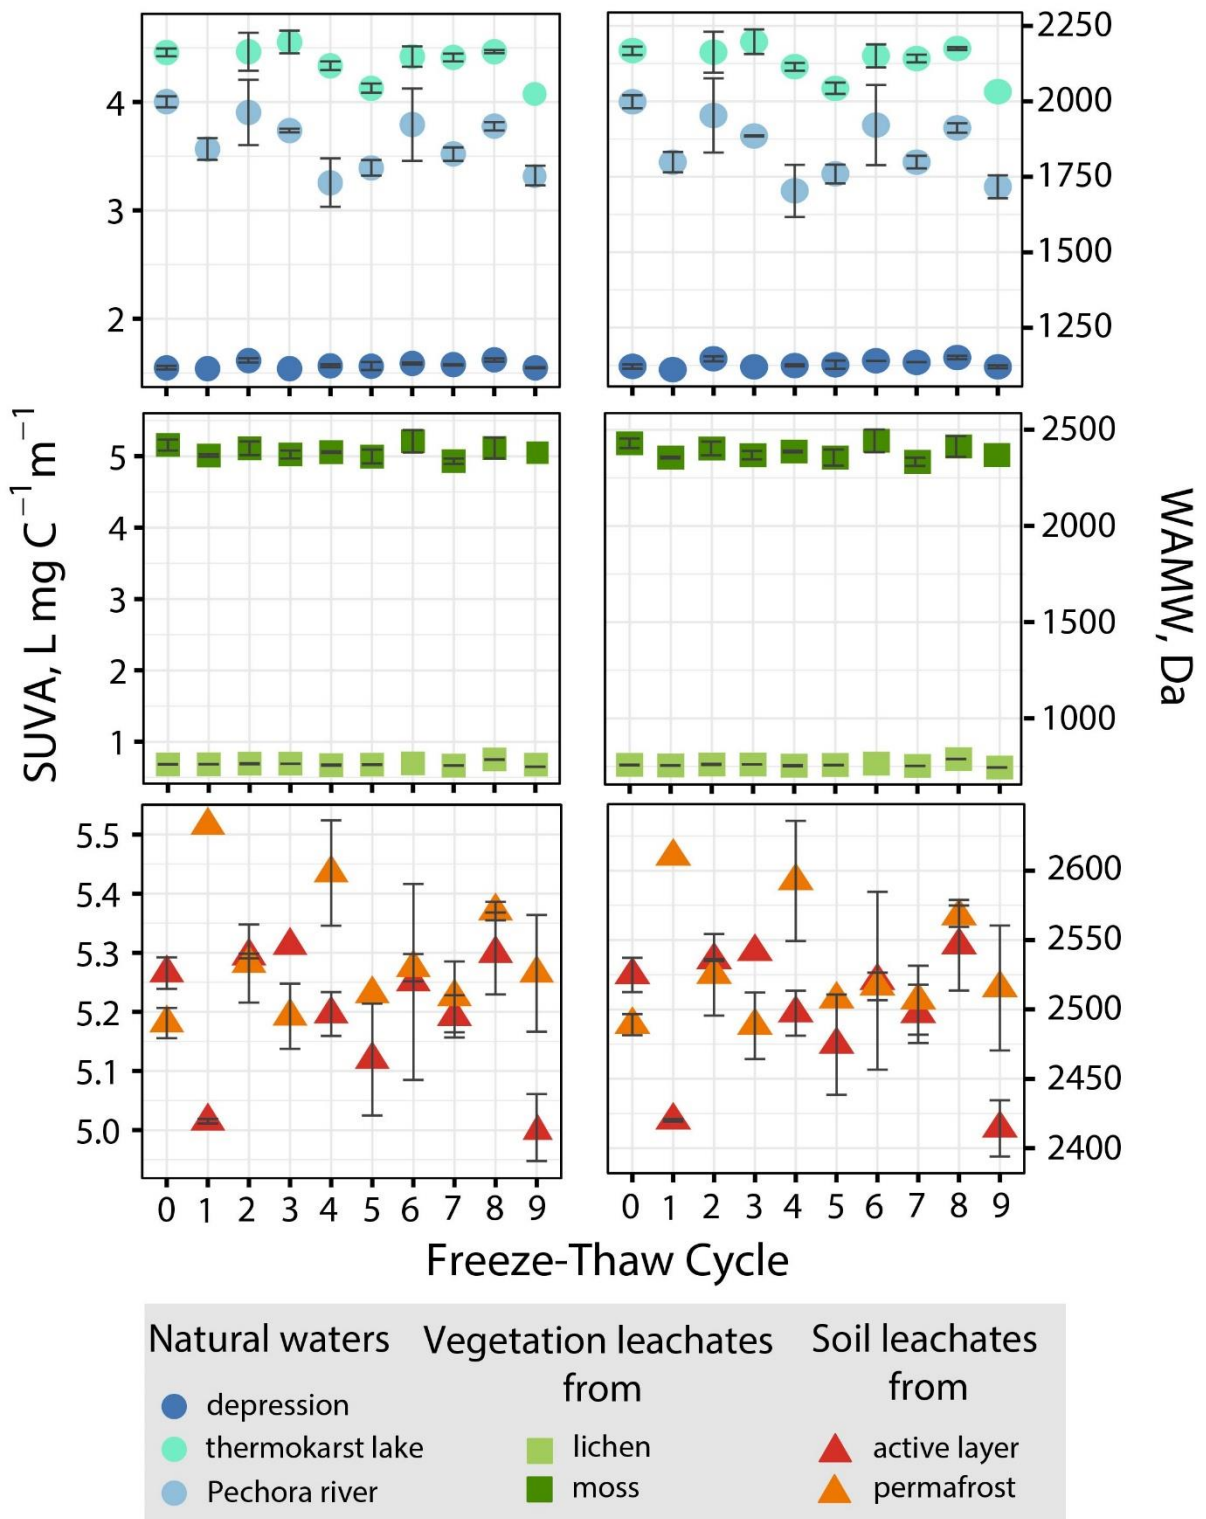 4
3
2
2250
2000
1750
1500
1250
5
4
3
2
1
2500
2000
1500
1000
5.5
5.4
5.3
5.2
5.1
5.0
2600
2550
2500
2450
2400
SUVA, L mg C⁻¹m⁻¹
WAMW, Da
0 1 2 3 4 5 6 7 8 9
0 1 2 3 4 5 6 7 8 9
Freeze-Thaw Cycle
Natural waters
depression
thermokarst lake
Pechora river
Vegetation leachates
from
lichen
moss
Soil leachates
from
active layer
permafrost